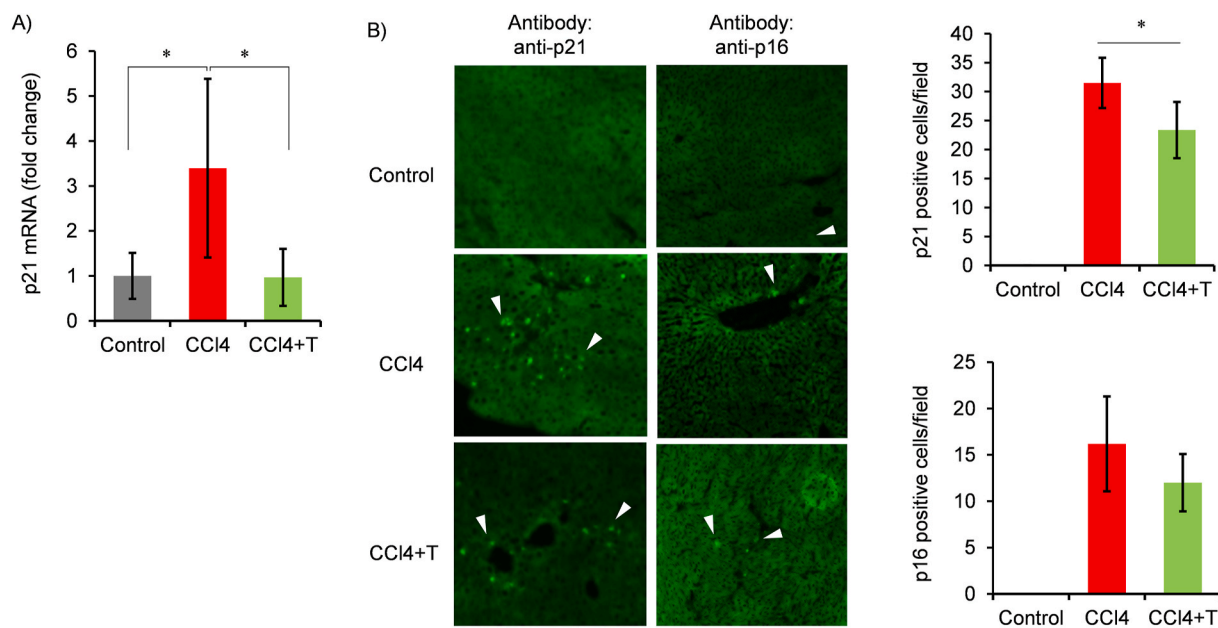 A)
p21 mRNA (fold change)
6
5
4
3
2
1
0
*
*
Control
CCl4
CCl4+T
B)
Antibody:
anti-p21
Antibody:
anti-p16
Control
CCl4
CCl4+T
p21 positive cells/field
40
35
30
25
20
15
10
5
0
*
Control
CCl4
CCl4+T
p16 positive cells/field
25
20
15
10
5
0
Control
CCl4
CCl4+T